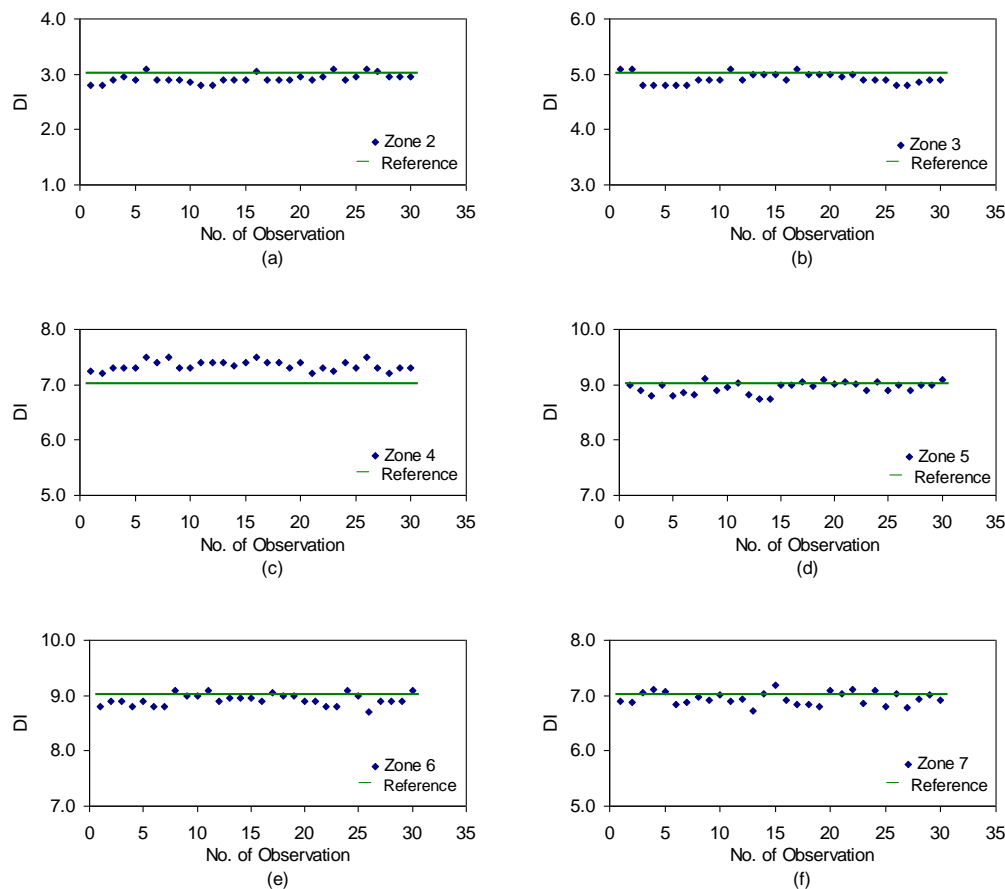 4.0
3.0
2.0
1.0
DI
Zone 2
Reference
0 5 10 15 20 25 30 35
No. of Observation
(a)
6.0
5.0
4.0
3.0
DI
Zone 3
Reference
0 5 10 15 20 25 30 35
No. of Observation
(b)
8.0
7.0
6.0
5.0
DI
Zone 4
Reference
0 5 10 15 20 25 30 35
No. of Observation
(c)
10.0
9.0
8.0
7.0
DI
Zone 5
Reference
0 5 10 15 20 25 30 35
No. of Observation
(d)
10.0
9.0
8.0
7.0
DI
Zone 6
Reference
0 5 10 15 20 25 30 35
No. of Observation
(e)
8.0
7.0
6.0
5.0
DI
Zone 7
Reference
0 5 10 15 20 25 30 35
No. of Observation
(f)